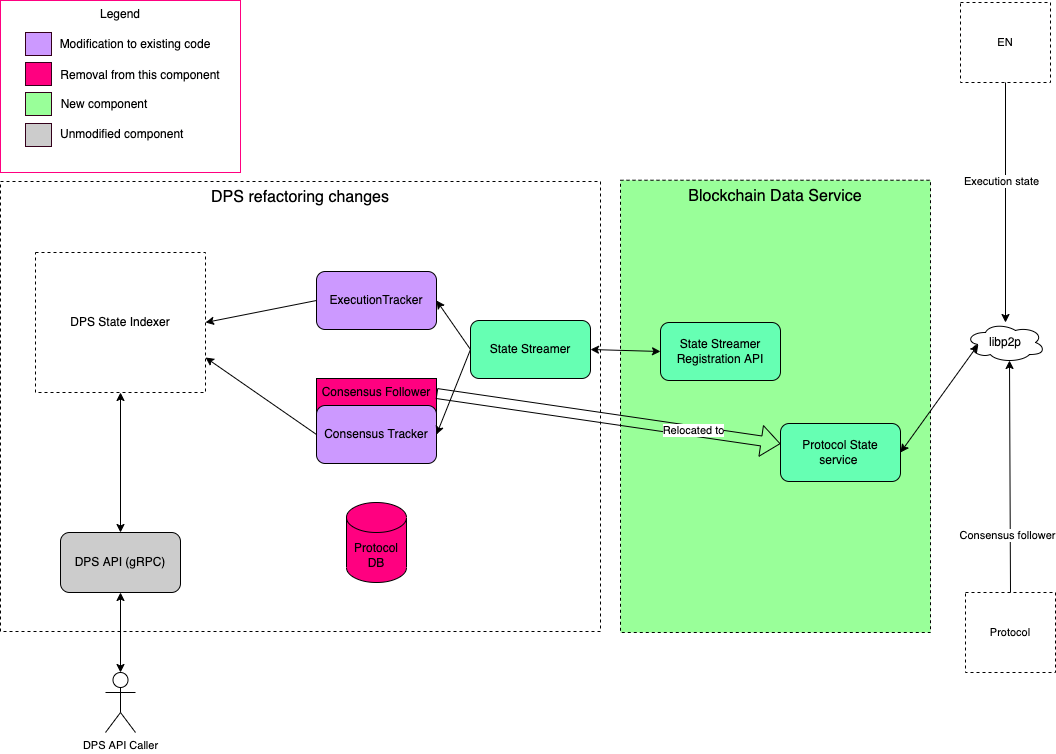 Legend
Modification to existing code
Removal from this component
New component
Unmodified component
EN
Execution state
DPS refactoring changes
Blockchain Data Service
DPS State Indexer
ExecutionTracker
State Streamer
State Streamer
Registration API
libp2p
Consensus Follower
Consensus Tracker
Relocated to
Protocol State
service
Protocol
DB
DPS API (gRPC)
Consensus follower
Protocol
DPS API Caller